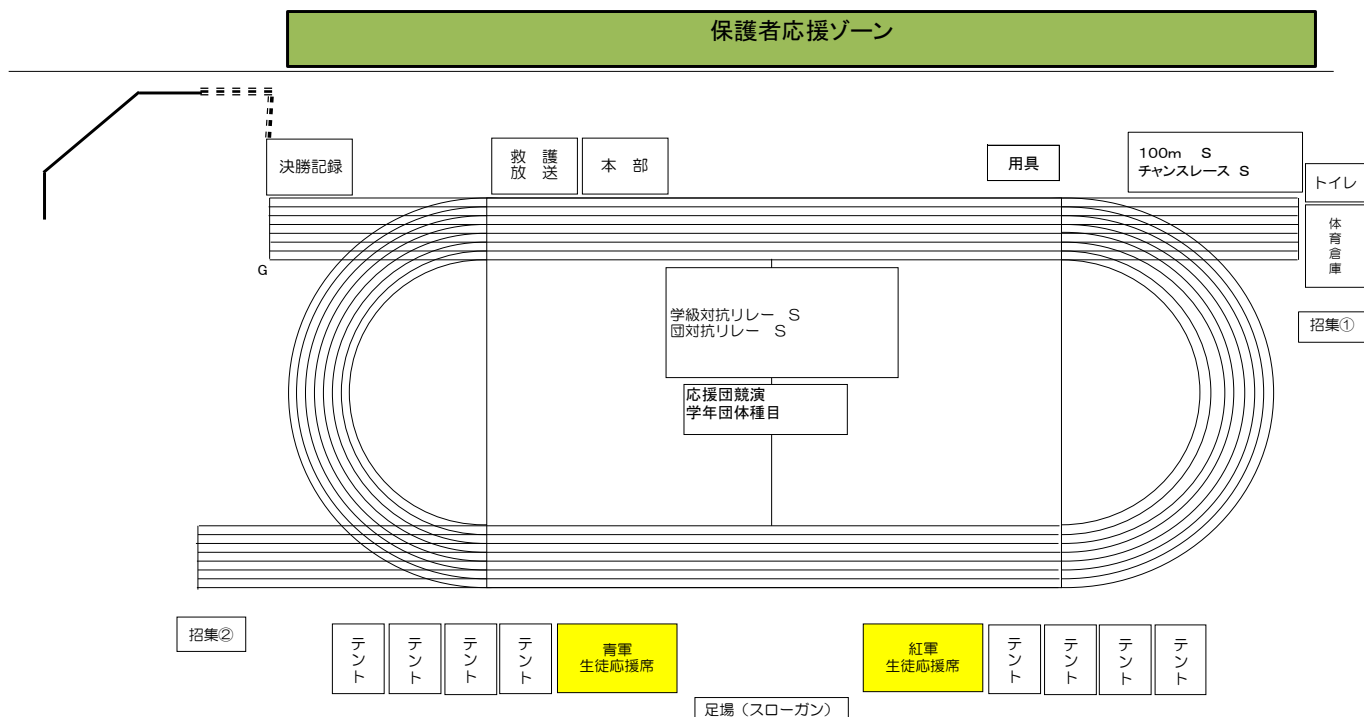 保護者応援ゾーン
決勝記録
救 護
放 送
本 部
用具
100m S
チャンスレース S
トイレ
体育倉庫
G
学級対抗リレー S
団対抗リレー S
招集①
応援団競演
学年団体種目
招集②
テント
テント
テント
テント
青軍
生徒応援席
紅軍
生徒応援席
テント
テント
テント
テント
足場（スローガン）